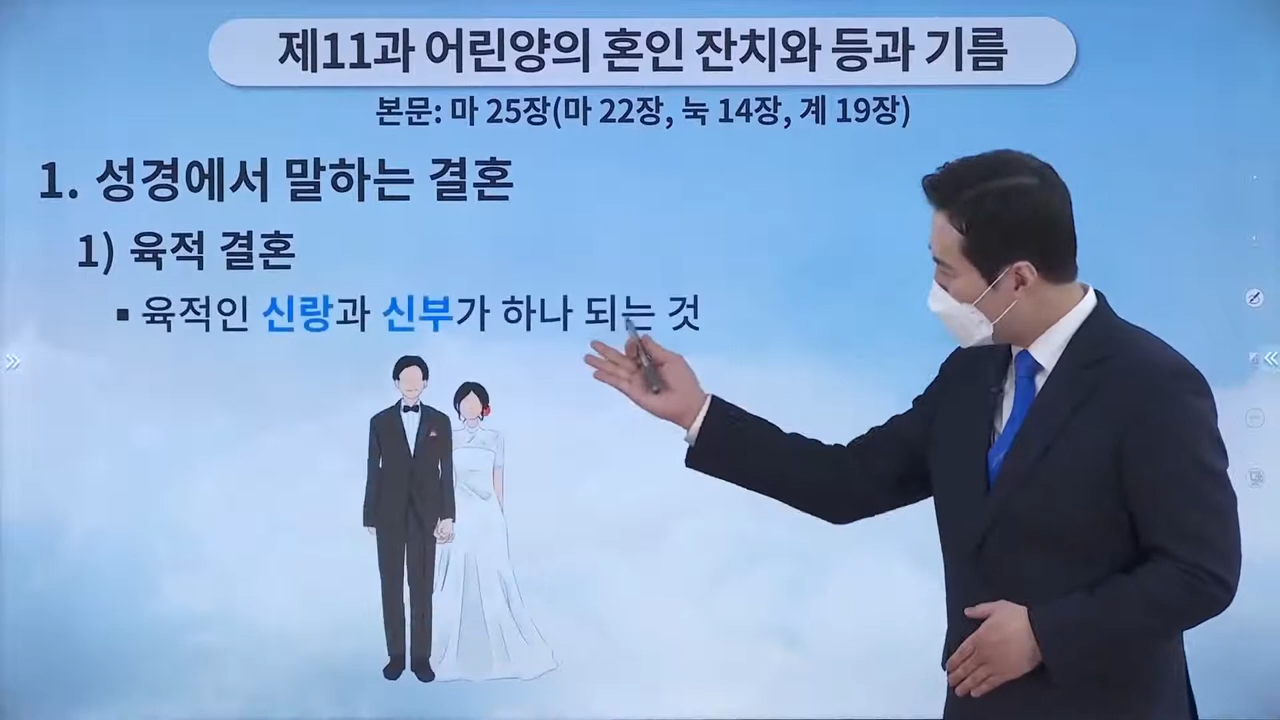 제11과 어린양의 혼인 잔치와 등과 기름
본문: 마 25장(마 22장, 눅 14장, 계 19장)
1. 성경에서 말하는 결혼
1) 육적 결혼
▪ 육적인 신랑과 신부가 하나 되는 것